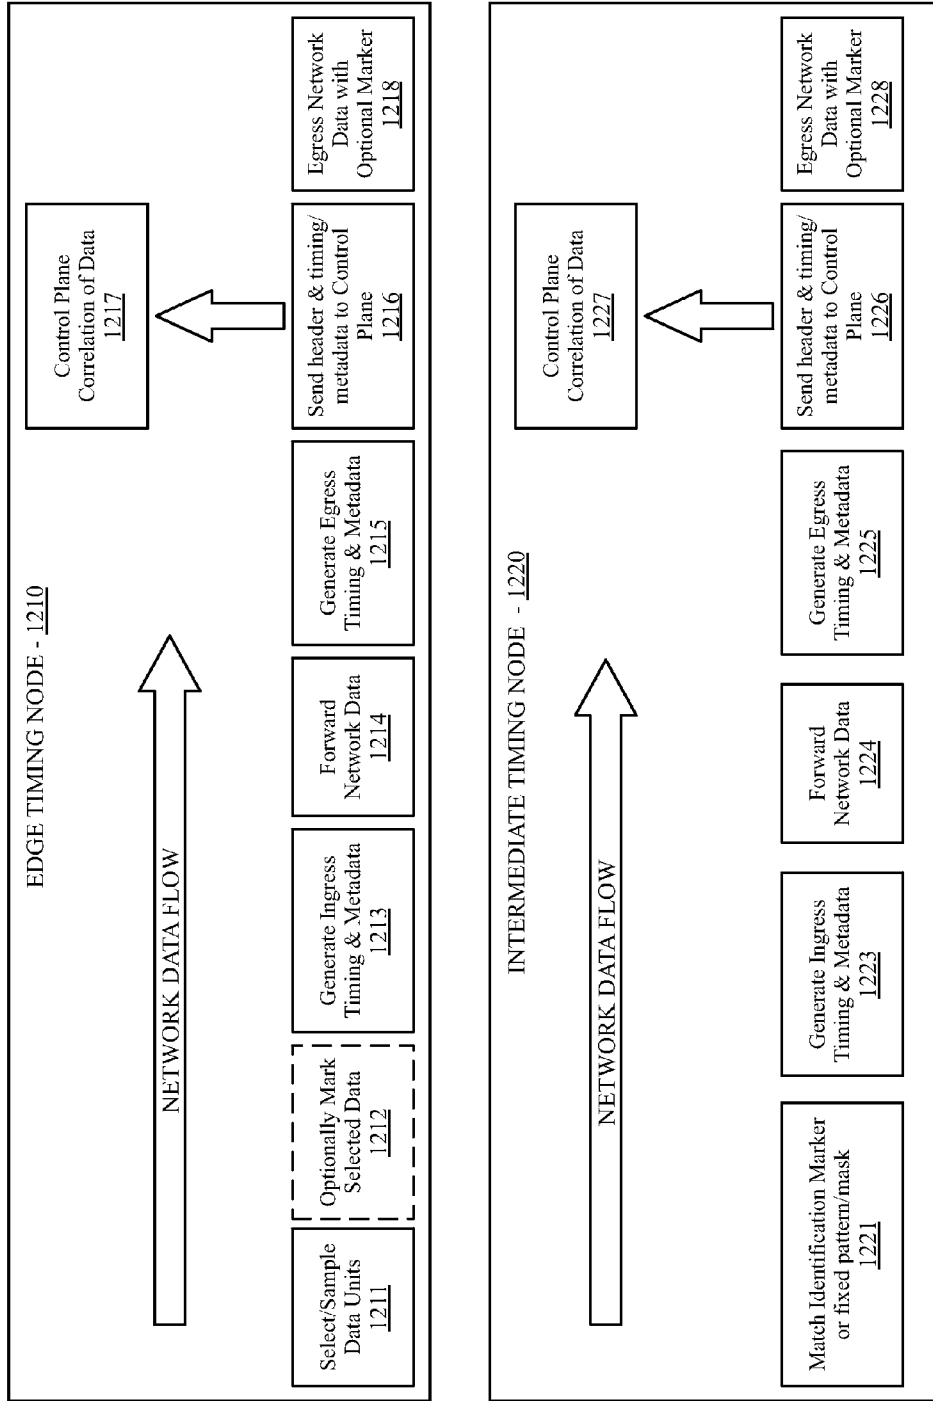 EDGE TIMING NODE - 1210
NETWORK DATA FLOW
Select/Sample
Data Units
1211
Optionally Mark
Selected Data
1212
Generate Ingress
Timing & Metadata
1213
Forward
Network Data
1214
Generate Egress
Timing & Metadata
1215
Send header & timing/
metadata to Control
Plane
1216
Control Plane
Correlation of Data
1217
Egress Network
Data with
Optional Marker
1218
INTERMEDIATE TIMING NODE - 1220
NETWORK DATA FLOW
Match Identification Marker
or fixed pattern/mask
1221
Generate Ingress
Timing & Metadata
1223
Forward
Network Data
1224
Generate Egress
Timing & Metadata
1225
Send header & timing/
metadata to Control
Plane
1226
Control Plane
Correlation of Data
1227
Egress Network
Data with
Optional Marker
1228